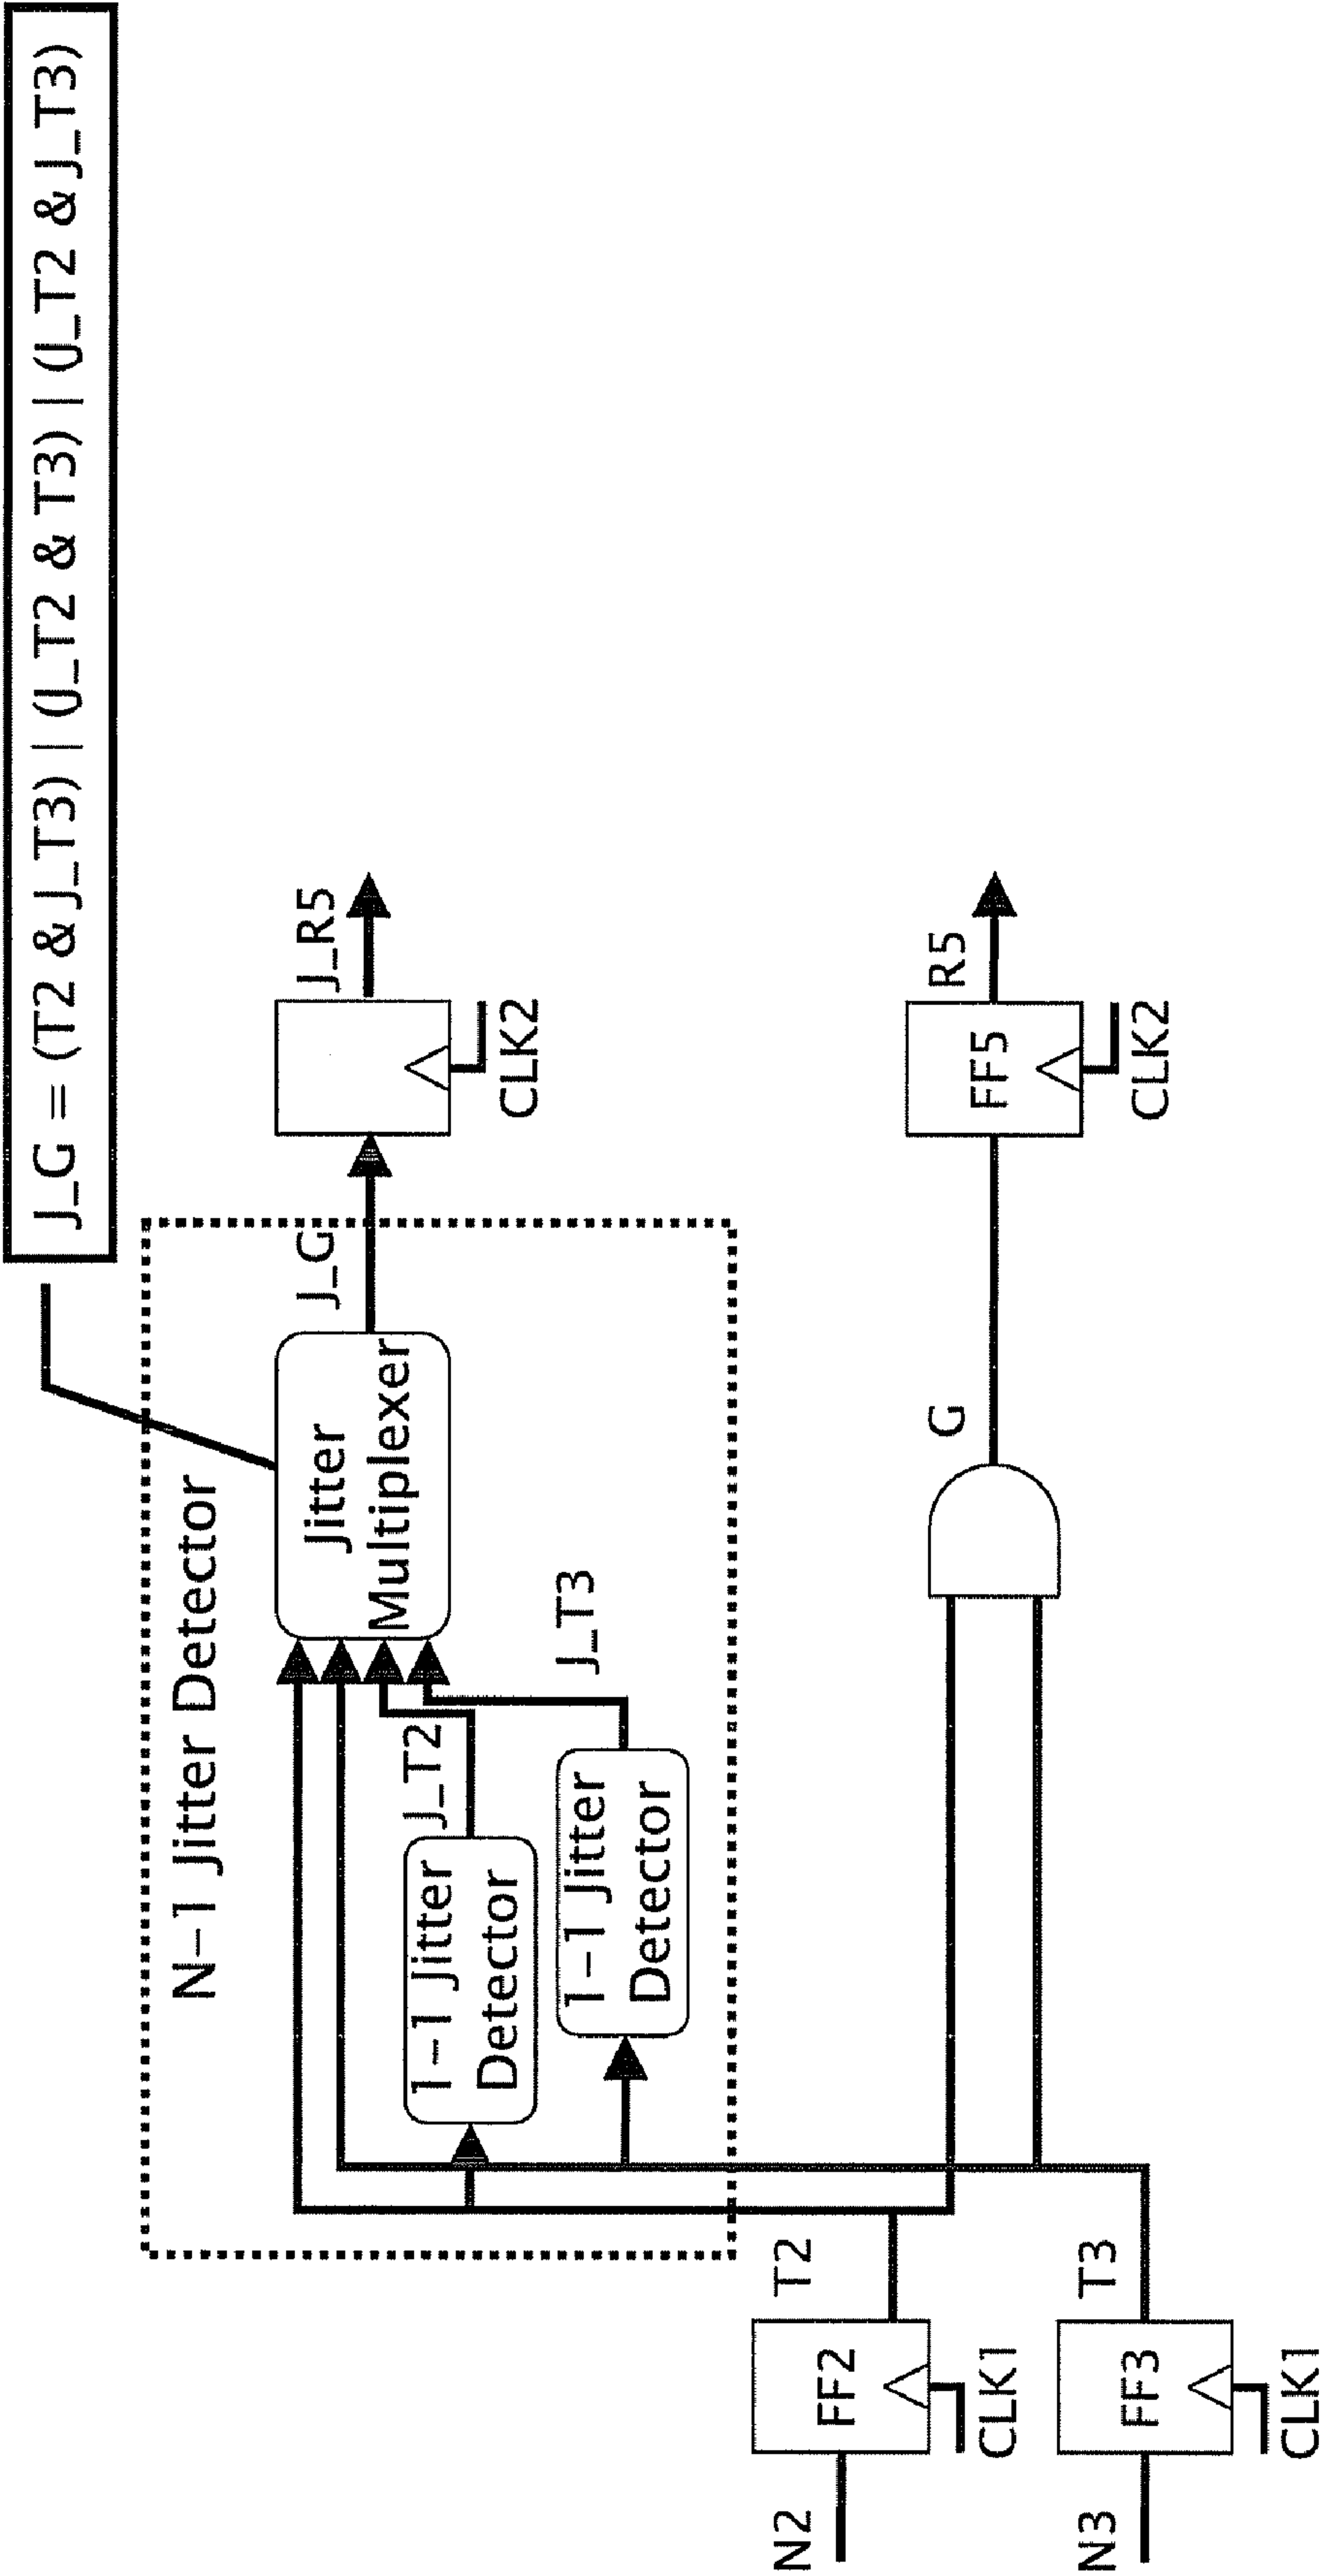 J_G = (T2 & J_T3) | (J_T2 & T3) | (J_T2 & J_T3)
N-1 Jitter Detector
Jitter
Multiplexer
J_G
J_R5
CLK2
1-1 Jitter
Detector
J_T2
1-1 Jitter
Detector
J_T3
N2
FF2
T2
CLK1
G
FF5
R5
CLK2
N3
FF3
T3
CLK1